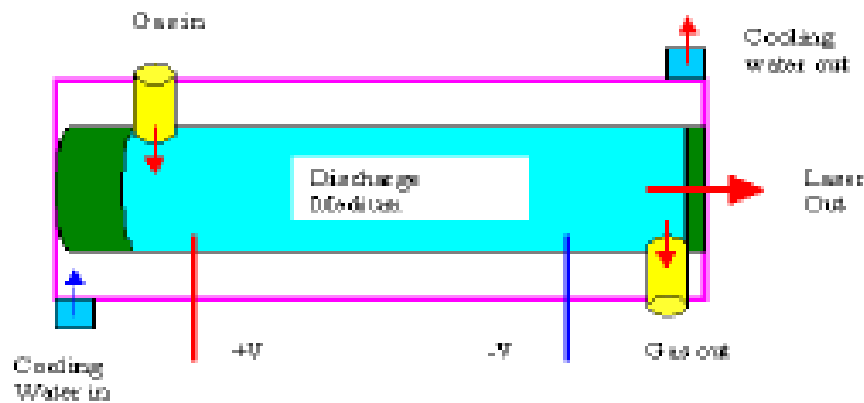 Gas in
Cooling
water out
Discharge
Medium
Laser
Out
+V
-V
Gas out
Cooling
Water in